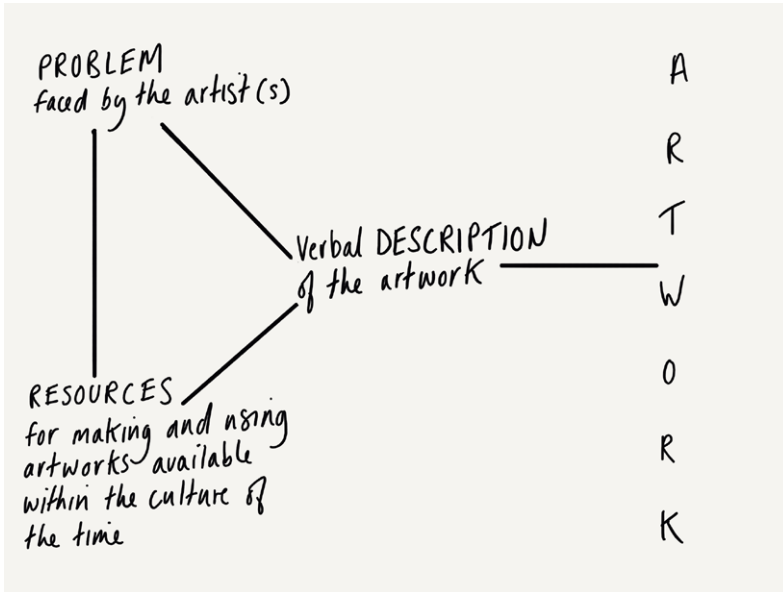 PROBLEM
faced by the artist(s)
Verbal DESCRIPTION
of the artwork
RESOURCES
for making and using
artworks available
within the culture of
the time
A
R
T
W
O
R
K